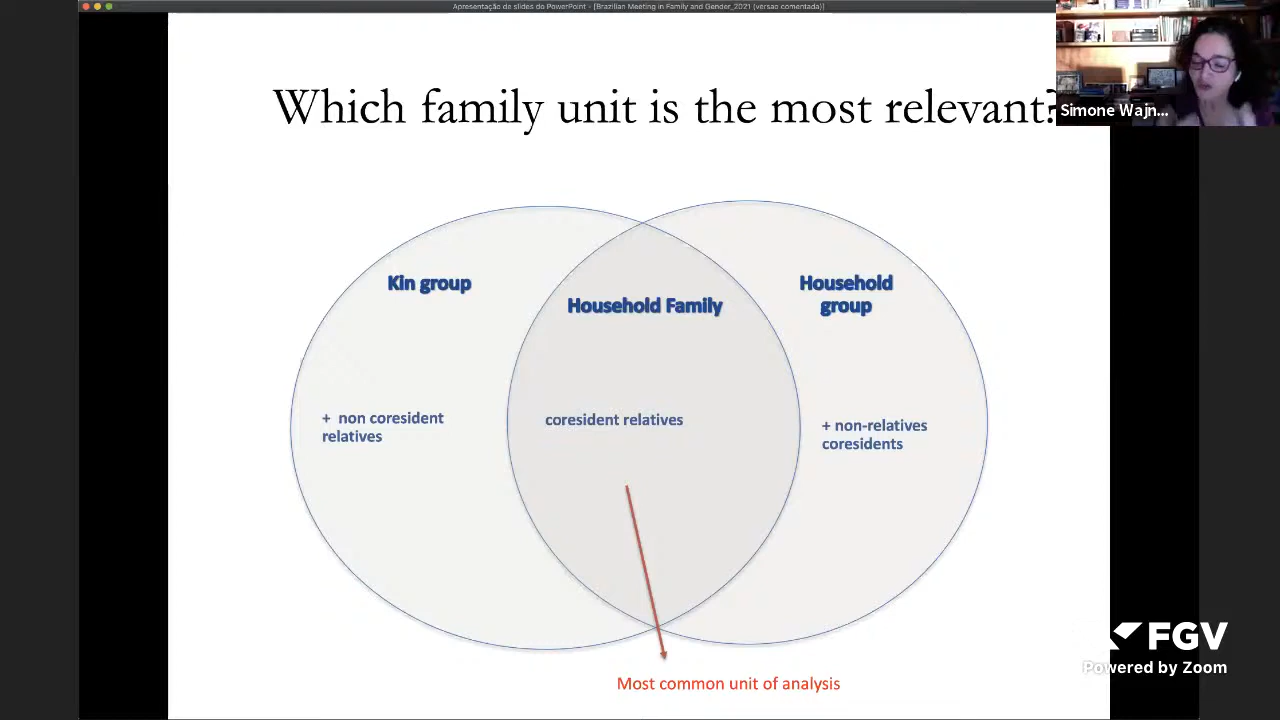 Apresentação de slides do PowerPoint - [Brazilian Meeting in Family and Gender_2021 (versao comentada)]
Which family unit is the most relevant?
Simone Wajn...
Kin group
Household Family
Household
group
+ non coresident
relatives
coresident relatives
+ non-relatives
coresidents
Most common unit of analysis
FGV
Powered by Zoom